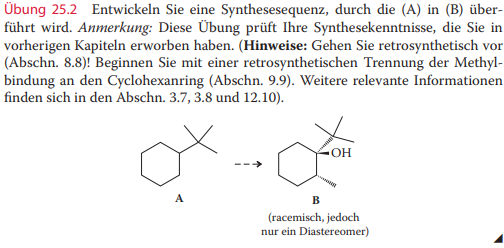 Übung 25.2 Entwickeln Sie eine Synthesesequenz, durch die (A) in (B) über-
führt wird. Anmerkung: Diese Übung prüft Ihre Synthesekenntnisse, die Sie in
vorherigen Kapiteln erworben haben. (Hinweise: Gehen Sie retrosynthetisch vor
(Abschn. 8.8)! Beginnen Sie mit einer retrosynthetischen Trennung der Methyl-
bindung an den Cyclohexanring (Abschn. 9.9). Weitere relevante Informationen
finden sich in den Abschn. 3.7, 3.8 und 12.10).
OH
A
B
(racemisch, jedoch
nur ein Diastereomer)